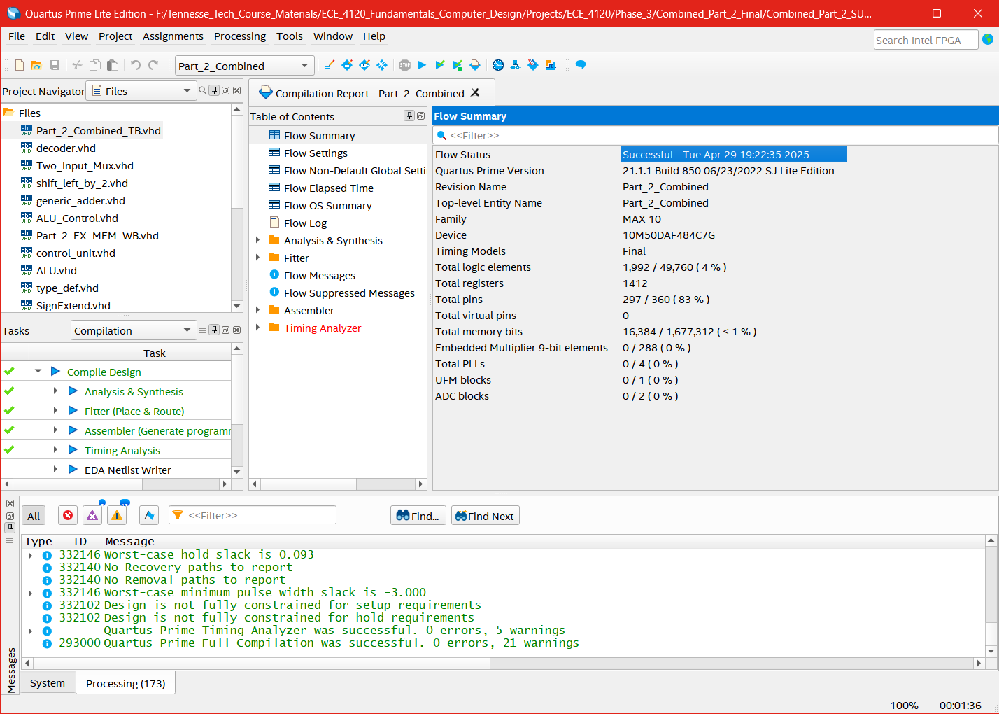 Quartus Prime Lite Edition - F:/Tennesse_Tech_Course_Materials/ECE_4120_Fundamentals_Computer_Design/Projects/ECE_4120/Phase_3/Combined_Part_2_Final/Combined_Part_2_SU...
File Edit View Project Assignments Processing Tools Window Help
Search Intel FPGA
Part_2_Combined
Project Navigator Files
Files
Part_2_Combined_TB.vhd
decoder.vhd
Two_Input_Mux.vhd
shift_left_by_2.vhd
generic_adder.vhd
ALU_Control.vhd
Part_2_EX_MEM_WB.vhd
control_unit.vhd
ALU.vhd
type_def.vhd
SignExtend.vhd
Tasks Compilation
Task
Compile Design
Analysis & Synthesis
Fitter (Place & Route)
Assembler (Generate programr
Timing Analysis
EDA Netlist Writer
Compilation Report - Part_2_Combined
Table of Contents
Flow Summary
Flow Settings
Flow Non-Default Global Setti
Flow Elapsed Time
Flow OS Summary
Flow Log
Analysis & Synthesis
Fitter
Flow Messages
Flow Suppressed Messages
Assembler
Timing Analyzer
Flow Summary
<<Filter>>
Flow Status Successful - Tue Apr 29 19:22:35 2025
Quartus Prime Version 21.1.1 Build 850 06/23/2022 SJ Lite Edition
Revision Name Part_2_Combined
Top-level Entity Name Part_2_Combined
Family MAX 10
Device 10M50DAF484C7G
Timing Models Final
Total logic elements 1,992 / 49,760 ( 4 % )
Total registers 1412
Total pins 297 / 360 ( 83 % )
Total virtual pins 0
Total memory bits 16,384 / 1,677,312 ( < 1 % )
Embedded Multiplier 9-bit elements 0 / 288 ( 0 % )
Total PLLs 0 / 4 ( 0 % )
UFM blocks 0 / 1 ( 0 % )
ADC blocks 0 / 2 ( 0 % )
All <<Filter>> Find... Find Next
Type ID Message
332146 Worst-case hold slack is 0.093
332140 No Recovery paths to report
332140 No Removal paths to report
332146 Worst-case minimum pulse width slack is -3.000
332102 Design is not fully constrained for setup requirements
332102 Design is not fully constrained for hold requirements
Quartus Prime Timing Analyzer was successful. 0 errors, 5 warnings
293000 Quartus Prime Full Compilation was successful. 0 errors, 21 warnings
Messages
System Processing (173)
100% 00:01:36